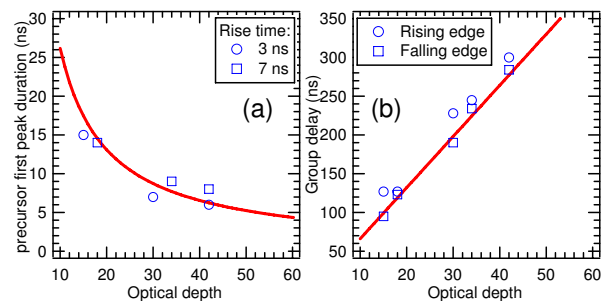 precursor first peak duration (ns)
30
25
20
15
10
5
0
Rise time:
3 ns
7 ns
(a)
10 20 30 40 50 60
Optical depth
Group delay (ns)
350
300
250
200
150
100
50
Rising edge
Falling edge
(b)
10 20 30 40 50 60
Optical depth